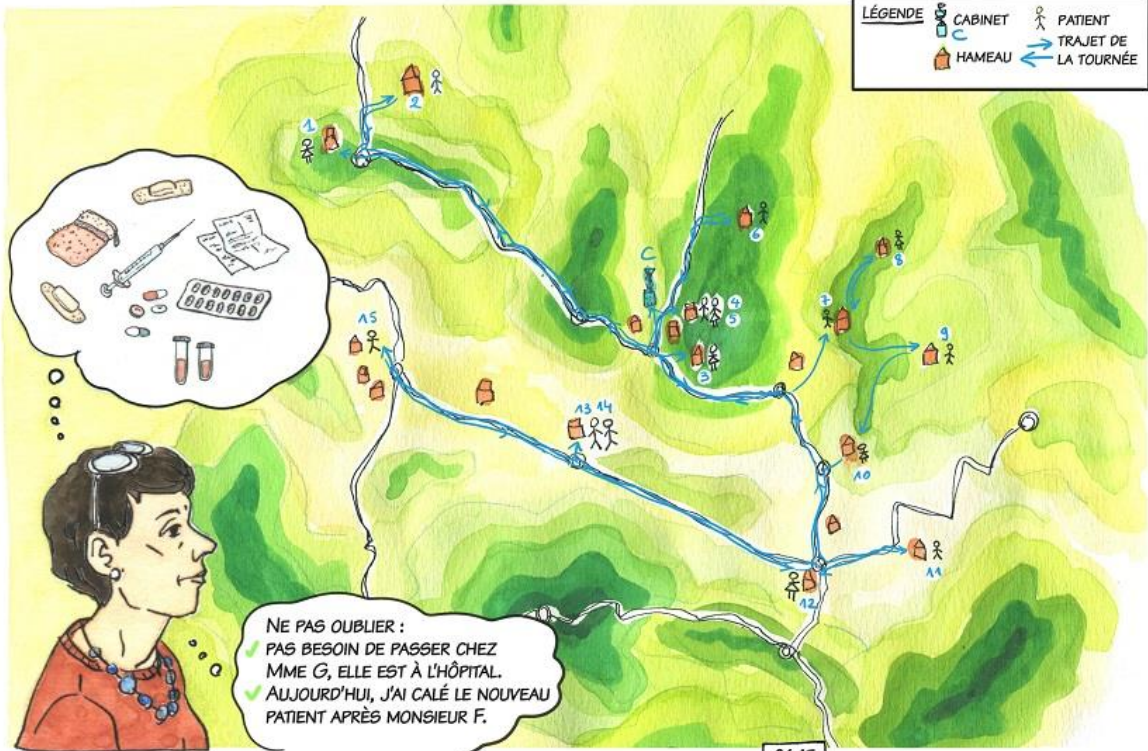 LÉGENDE
CABINET
C
HAMEAU
PATIENT
TRAJET DE
LA TOURNÉE
2
1
6
C
8
4
5
7
15
9
3
13 14
10
11
12
NE PAS OUBLIER :
PAS BESOIN DE PASSER CHEZ
MME G, ELLE EST À L'HÔPITAL.
AUJOURD'HUI, J'AI CALÉ LE NOUVEAU
PATIENT APRÈS MONSIEUR F.